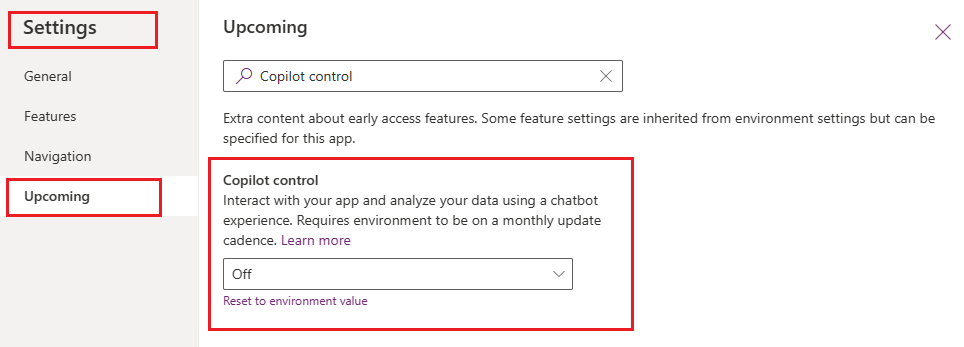 Settings
General
Features
Navigation
Upcoming
Upcoming
Copilot control
Extra content about early access features. Some feature settings are inherited from environment settings but can be
specified for this app.
Copilot control
Interact with your app and analyze your data using a chatbot
experience. Requires environment to be on a monthly update
cadence. Learn more
Off
Reset to environment value